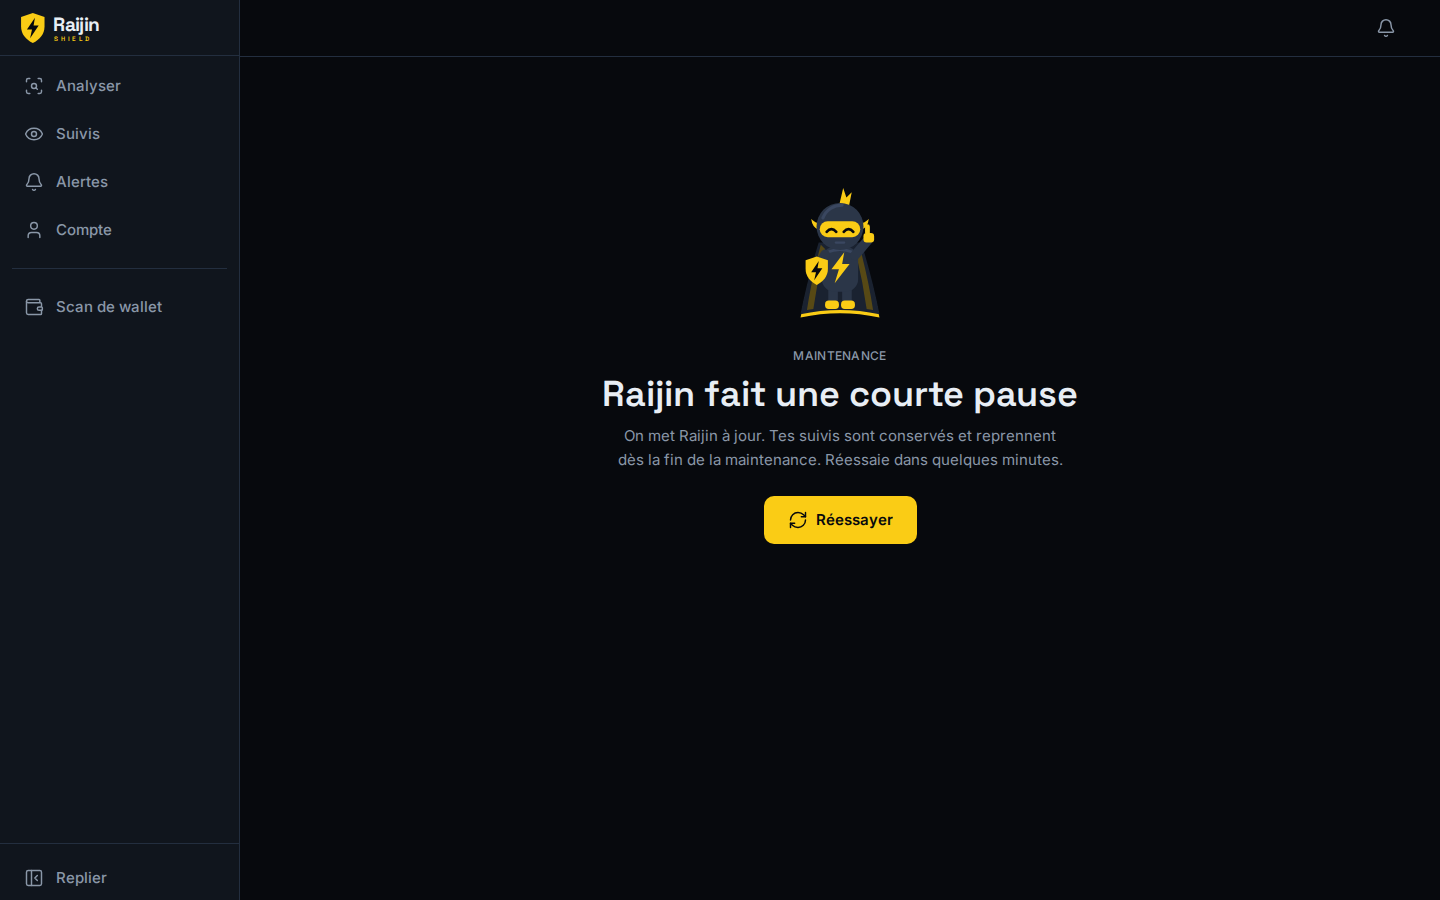 Raijin
SHIELD
Analyser
Suivis
Alertes
Compte
Scan de wallet
Replier
MAINTENANCE
Raijin fait une courte pause
On met Raijin à jour. Tes suivis sont conservés et reprennent
dès la fin de la maintenance. Réessaie dans quelques minutes.
Réessayer